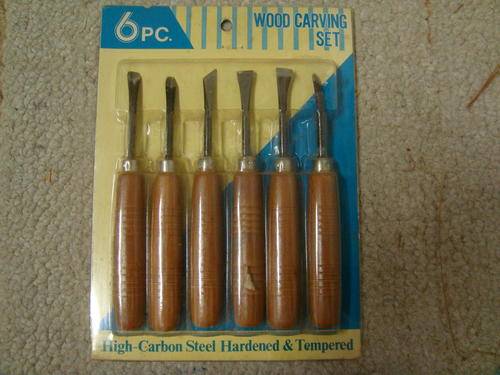 6 PC.
WOOD CARVING
SET
High-Carbon Steel Hardened & Tempered